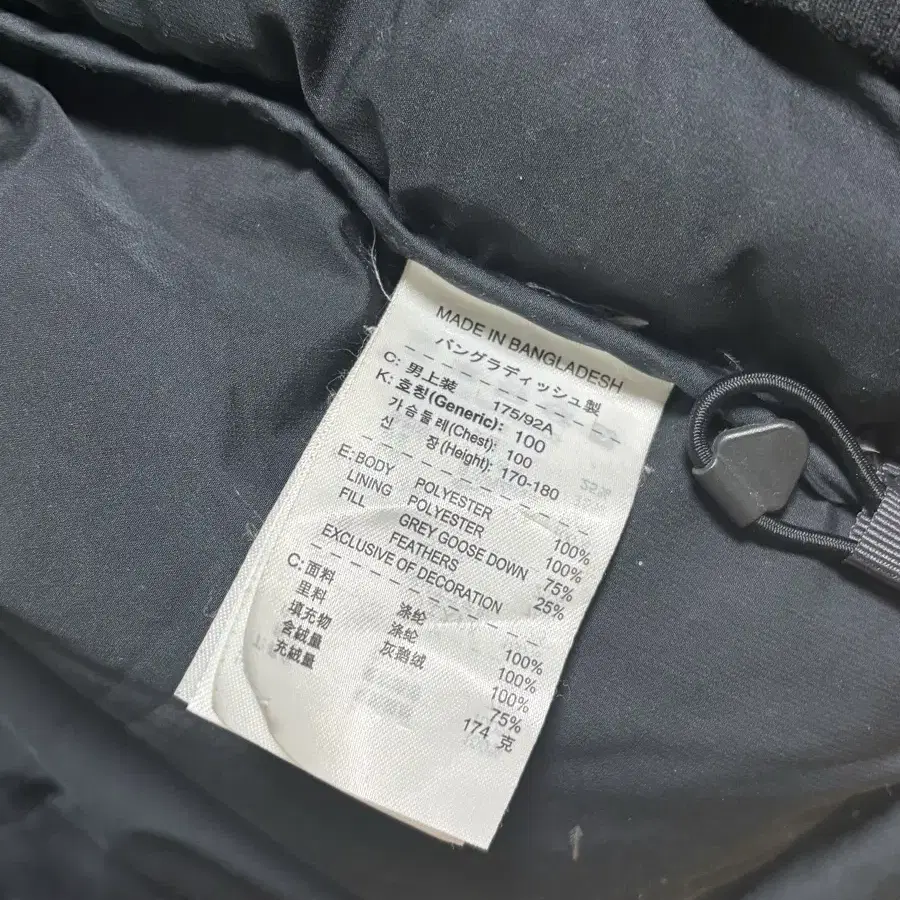 MADE IN BANGLADESH
バングラディッシュ製
C: 男上装 175/92A
K: 호칭(Generic): 100
가슴둘레(Chest): 100
신 장(Height): 170-180
E: BODY POLYESTER 100%
LINING POLYESTER 100%
FILL GREY GOOSE DOWN 75%
FEATHERS 25%
EXCLUSIVE OF DECORATION
C: 面料 涤纶 100%
里料 涤纶 100%
填充物 灰鹅绒 100%
含绒量 75%
充绒量 174 克